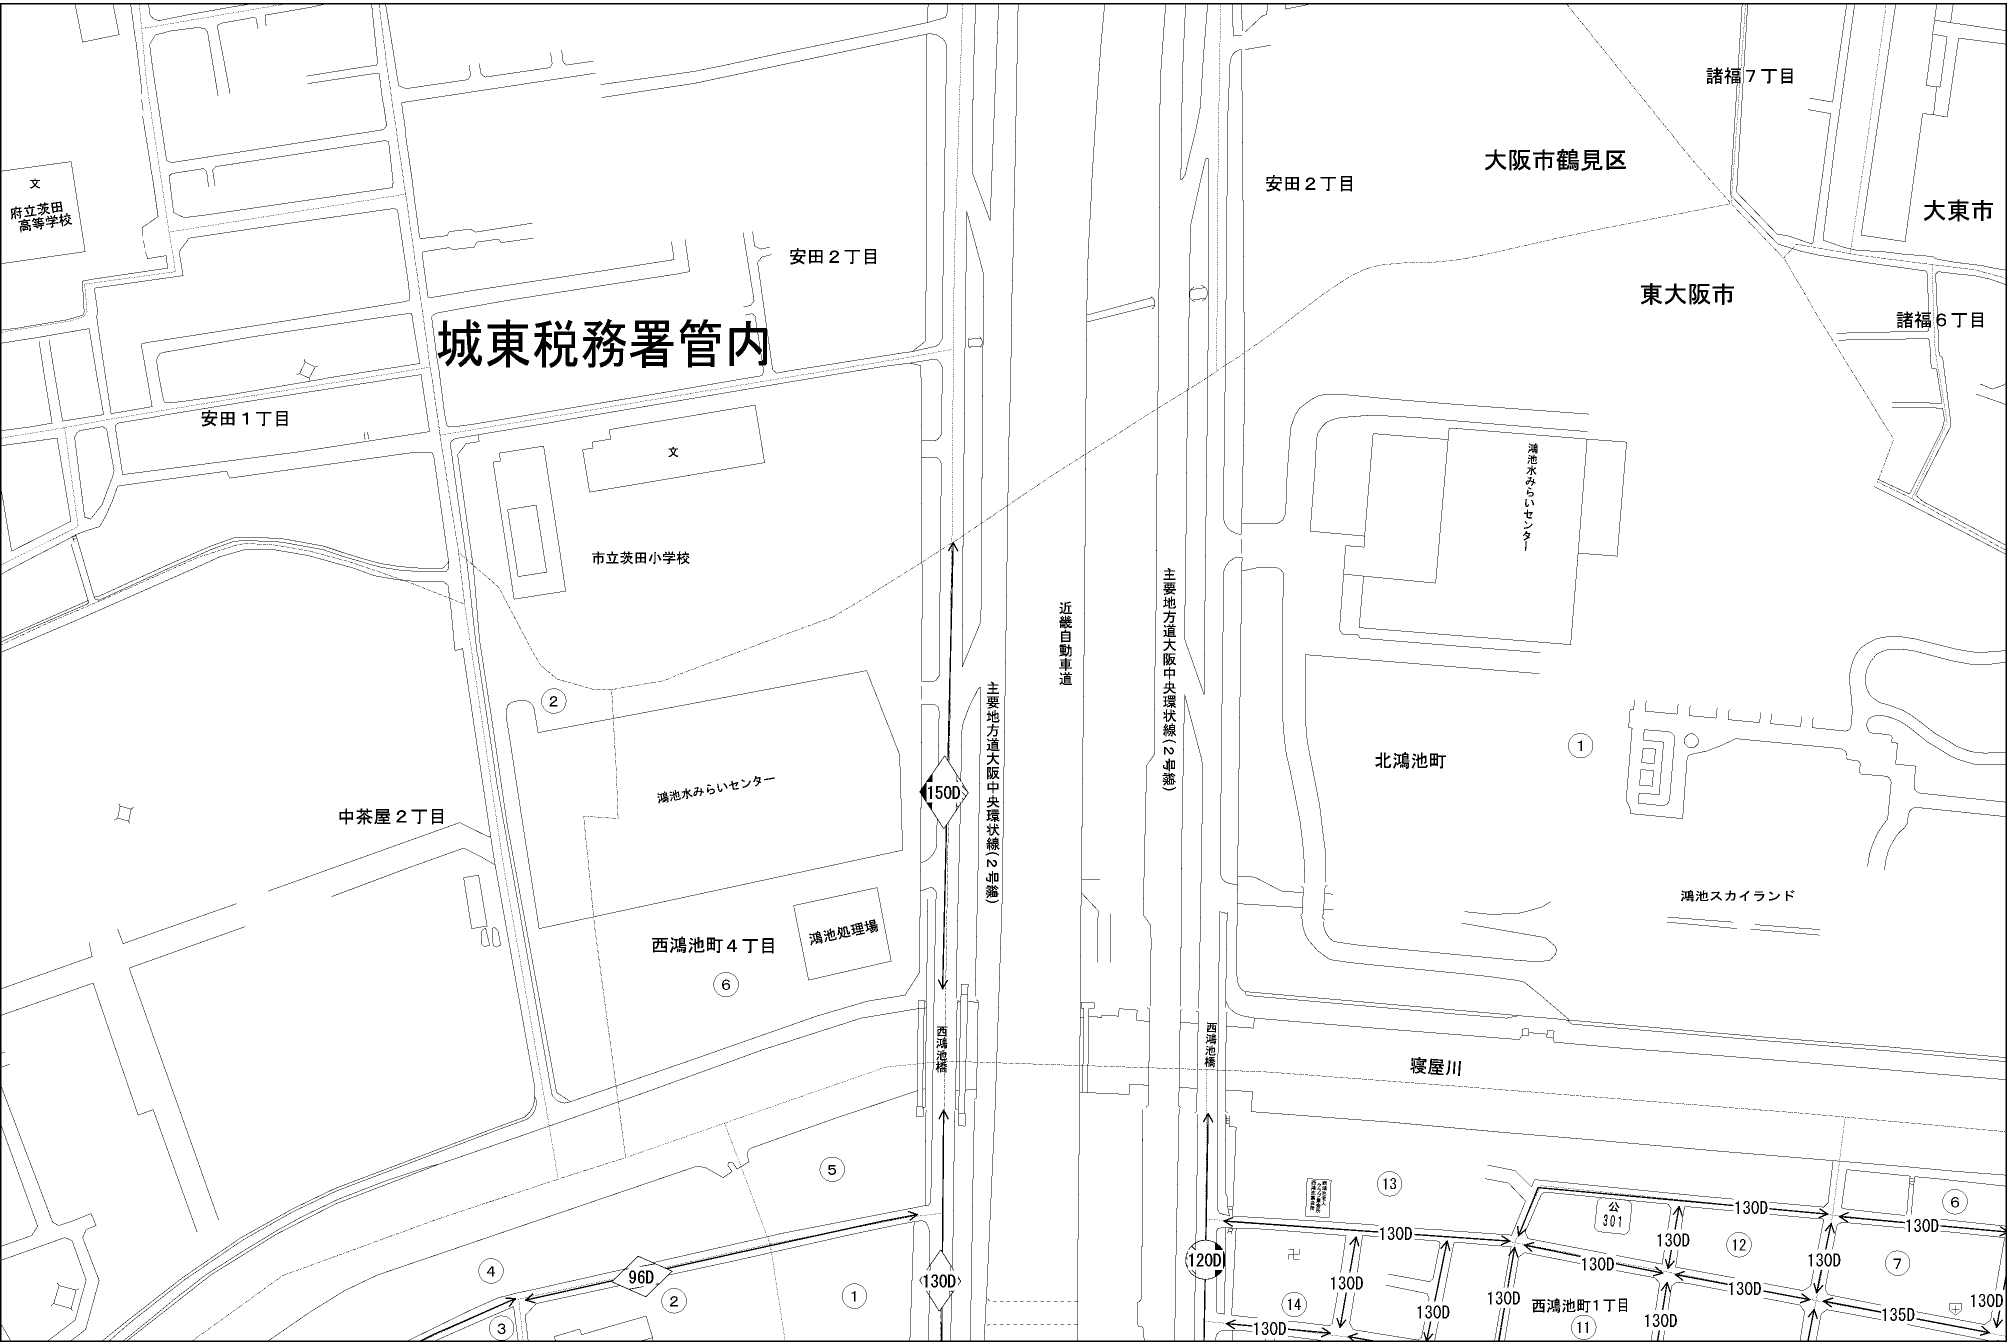 諸福７丁目
大阪市鶴見区
安田２丁目
大東市
文
府立茨田
高等学校
安田２丁目
東大阪市
諸福６丁目
城東税務署管内
安田１丁目
文
鴻池水みらいセンター
市立茨田小学校
近畿自動車道
主要地方道大阪中央環状線(２号線)
主要地方道大阪中央環状線(２号線)
2
1
北鴻池町
鴻池水みらいセンター
150D
中茶屋２丁目
鴻池スカイランド
鴻池処理場
西鴻池町４丁目
6
西鴻池橋
西鴻池橋
寝屋川
5
13
公
301
6
130D
130D
130D
130D
12
130D
130D
7
4
96D
130D
120D
130D
130D
130D
2
1
14
130D
130D
130D
西鴻池町１丁目
130D
135D
130D
3
130D
11